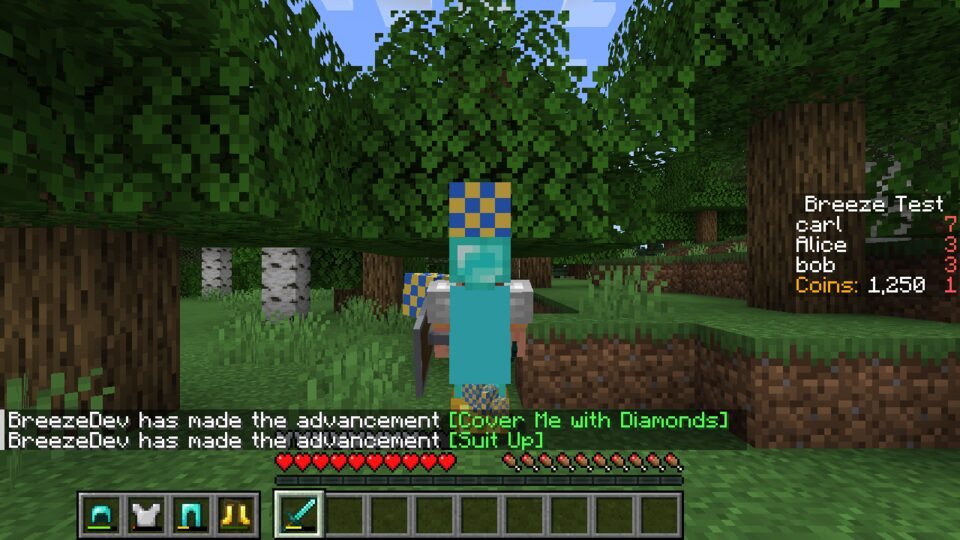 Breeze Test
carl 7
Alice 3
bob 3
Coins: 1,250 1
BreezeDev has made the advancement [Cover Me with Diamonds]
BreezeDev has made the advancement [Suit Up]